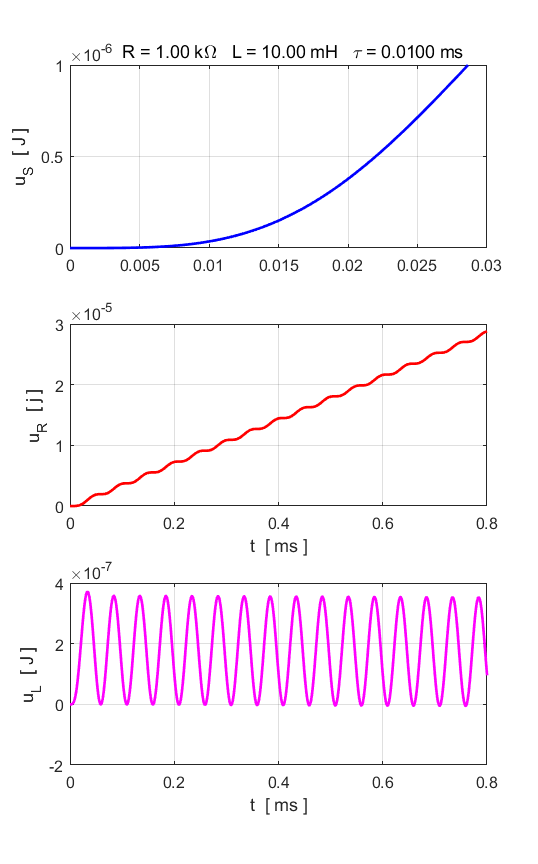 ×10⁻⁶ R = 1.00 kΩ L = 10.00 mH τ = 0.0100 ms
1
0.5
0
u_S [ J ]
0 0.005 0.01 0.015 0.02 0.025 0.03
×10⁻⁵
3
2
1
0
u_R [ j ]
0 0.2 0.4 0.6 0.8
t [ ms ]
×10⁻⁷
4
2
0
-2
u_L [ J ]
0 0.2 0.4 0.6 0.8
t [ ms ]